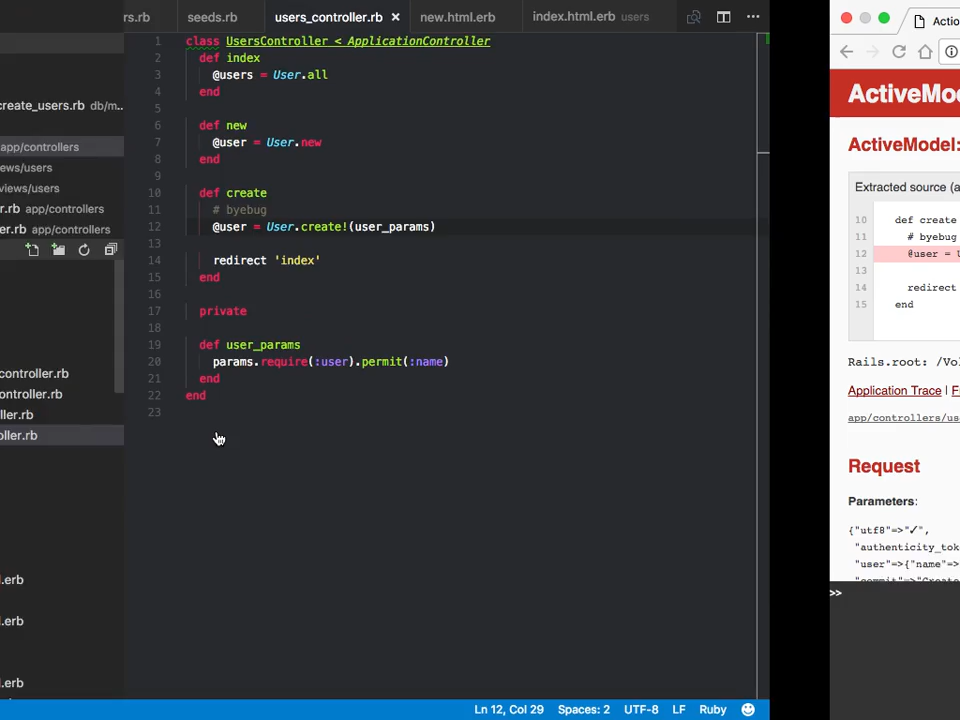 rs.rb seeds.rb users_controller.rb × new.html.erb index.html.erb users
1 class UsersController < ApplicationController
2 def index
3 @users = User.all
4 end
5
6 def new
7 @user = User.new
8 end
9
10 def create
11 # byebug
12 @user = User.create!(user_params)
13
14 redirect 'index'
15 end
16
17 private
18
19 def user_params
20 params.require(:user).permit(:name)
21 end
22 end
23
create_users.rb db/m...
app/controllers
iews/users
views/users
r.rb app/controllers
er.rb app/controllers
controller.rb
ontroller.rb
ller.rb
oller.rb
.erb
.erb
.erb
Ln 12, Col 29 Spaces: 2 UTF-8 LF Ruby
Actio
ActiveMo
ActiveModel:
Extracted source (a
10 def create
11 # byebug
12 @user = U
13
14 redirect
15 end
Rails.root: /Vol
Application Trace | F
app/controllers/us
Request
Parameters:
{"utf8"=>"✓",
"authenticity_tok
"user"=>{"name"=>
"commit"=>"Create
>>